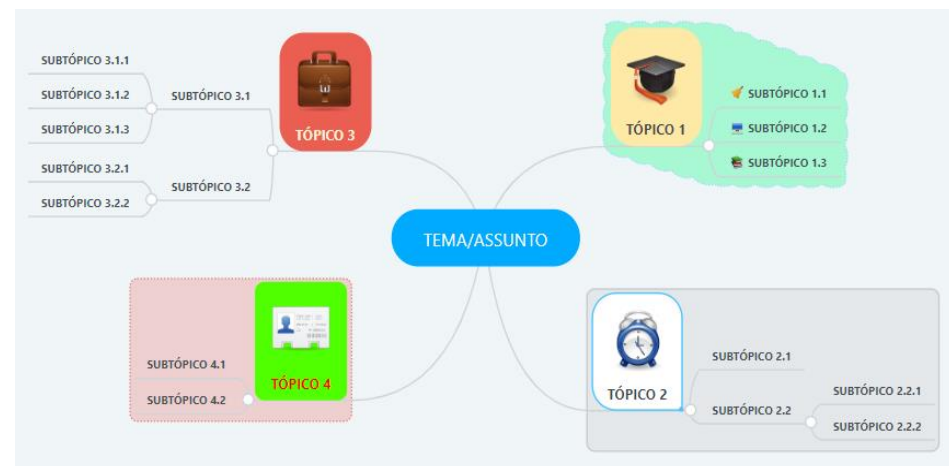 TEMA/ASSUNTO
TÓPICO 1
SUBTÓPICO 1.1
SUBTÓPICO 1.2
SUBTÓPICO 1.3
TÓPICO 2
SUBTÓPICO 2.1
SUBTÓPICO 2.2
SUBTÓPICO 2.2.1
SUBTÓPICO 2.2.2
TÓPICO 3
SUBTÓPICO 3.1
SUBTÓPICO 3.1.1
SUBTÓPICO 3.1.2
SUBTÓPICO 3.1.3
SUBTÓPICO 3.2
SUBTÓPICO 3.2.1
SUBTÓPICO 3.2.2
TÓPICO 4
SUBTÓPICO 4.1
SUBTÓPICO 4.2